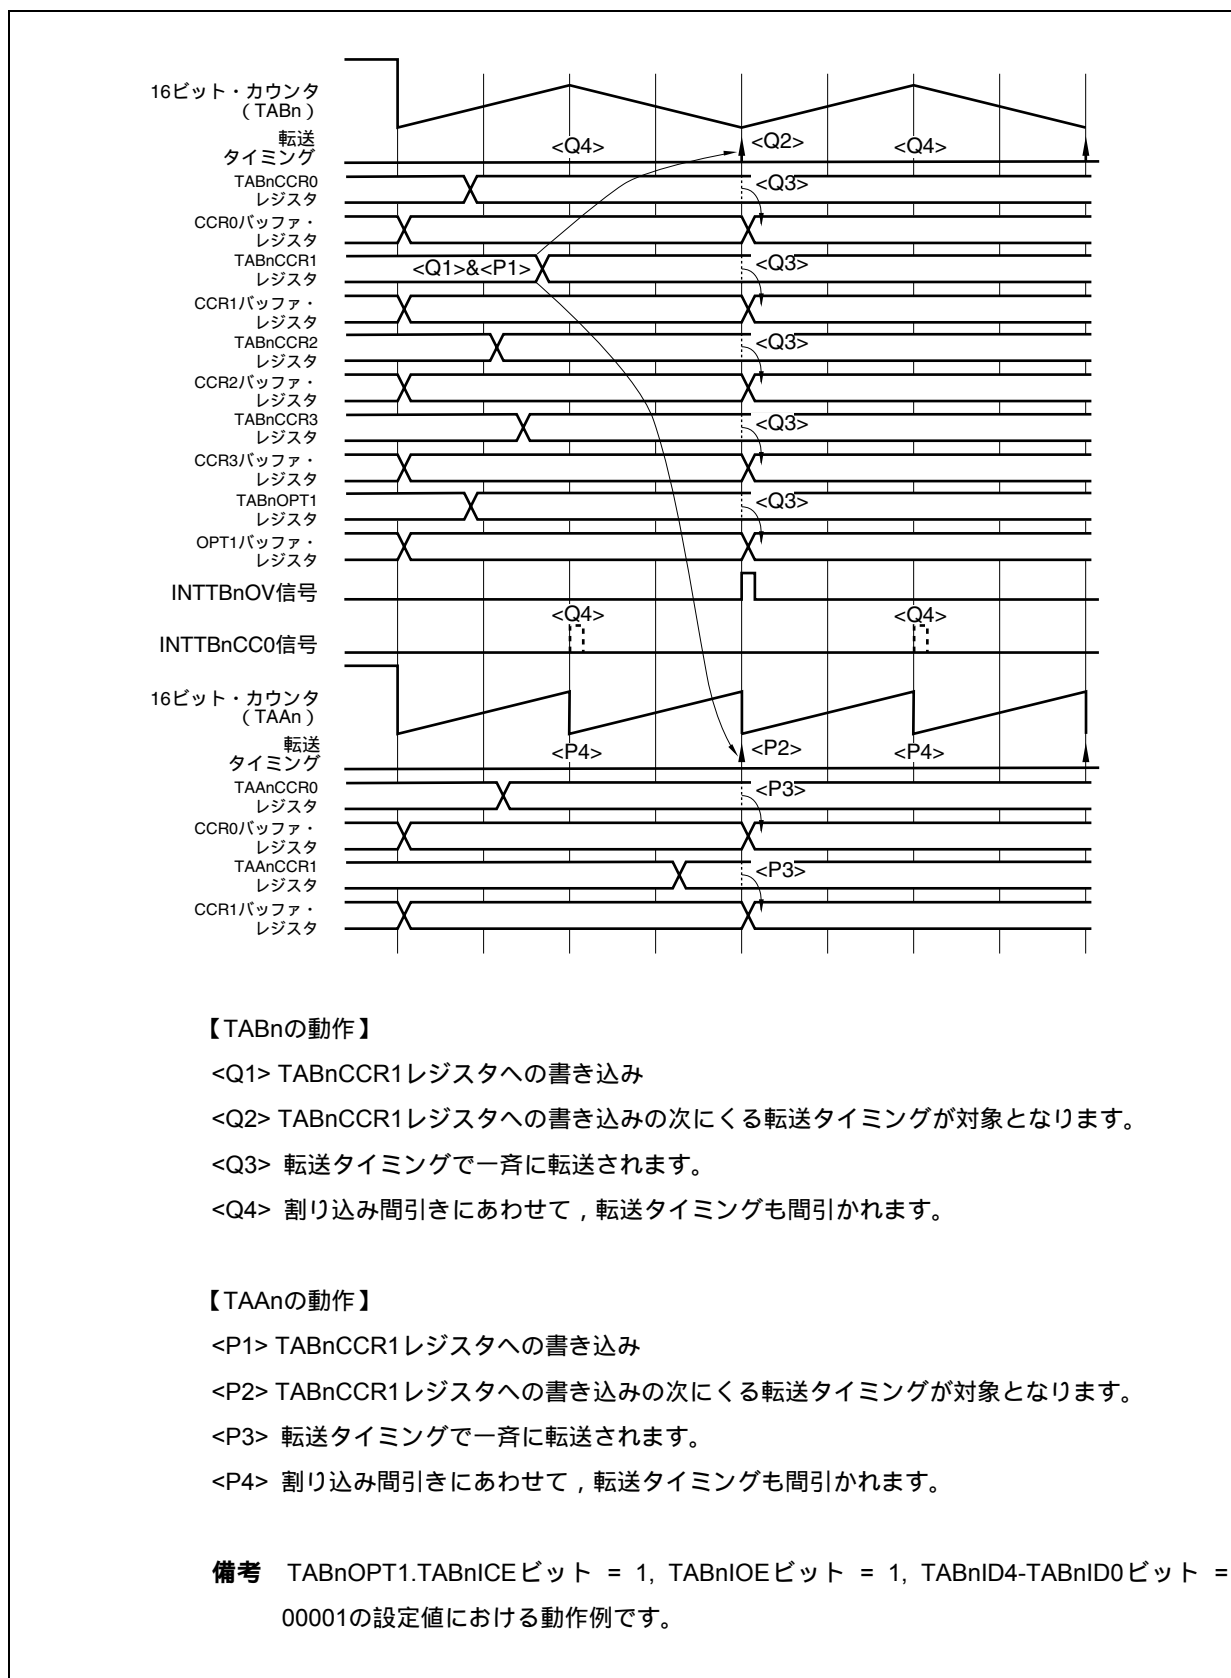 16ビット・カウンタ
（TABn）
転送
タイミング
<Q4>
<Q2>
<Q4>
TABnCCR0
レジスタ
<Q3>
CCR0バッファ・
レジスタ
TABnCCR1
レジスタ
<Q1>&<P1>
<Q3>
CCR1バッファ・
レジスタ
TABnCCR2
レジスタ
<Q3>
CCR2バッファ・
レジスタ
TABnCCR3
レジスタ
<Q3>
CCR3バッファ・
レジスタ
TABnOPT1
レジスタ
<Q3>
OPT1バッファ・
レジスタ
INTTBnOV信号
<Q4>
<Q4>
INTTBnCC0信号
16ビット・カウンタ
（TAAn）
転送
タイミング
<P4>
<P2>
<P4>
TAAnCCR0
レジスタ
<P3>
CCR0バッファ・
レジスタ
TAAnCCR1
レジスタ
<P3>
CCR1バッファ・
レジスタ
【TABnの動作】
<Q1> TABnCCR1レジスタへの書き込み
<Q2> TABnCCR1レジスタへの書き込みの次にくる転送タイミングが対象となります。
<Q3> 転送タイミングで一斉に転送されます。
<Q4> 割り込み間引きにあわせて，転送タイミングも間引かれます。
【TAAnの動作】
<P1> TABnCCR1レジスタへの書き込み
<P2> TABnCCR1レジスタへの書き込みの次にくる転送タイミングが対象となります。
<P3> 転送タイミングで一斉に転送されます。
<P4> 割り込み間引きにあわせて，転送タイミングも間引かれます。
備考 TABnOPT1.TABnICEビット = 1, TABnIOEビット = 1, TABnID4-TABnID0ビット =
00001の設定値における動作例です。